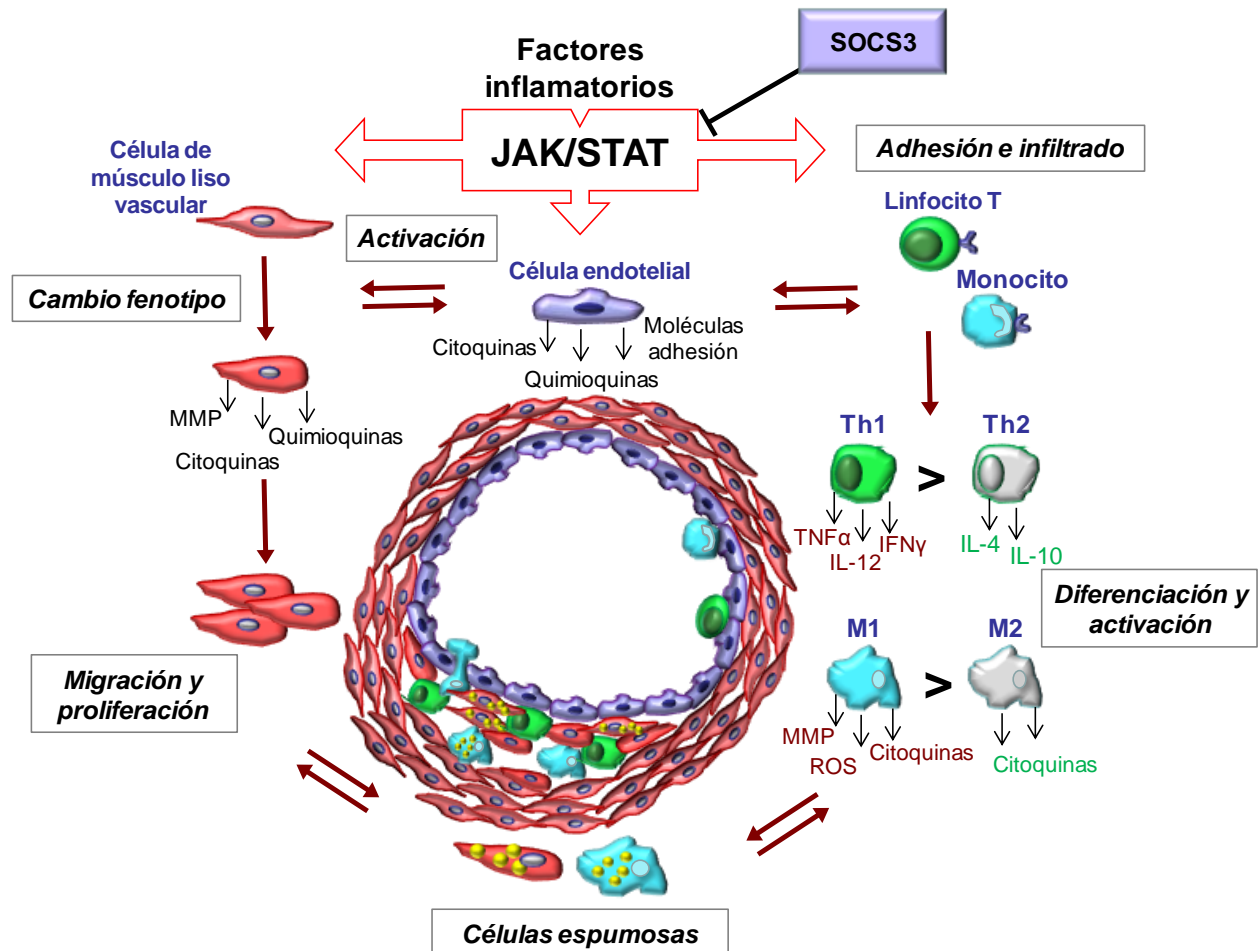 SOCS3
Factores
inflamatorios
JAK/STAT
Célula de
músculo liso
vascular
Adhesión e infiltrado
Linfocito T
Activación
Célula endotelial
Monocito
Cambio fenotipo
Citoquinas
Moléculas
adhesión
Quimioquinas
MMP
Quimioquinas
Citoquinas
Th1
Th2
>
TNFα
IL-12
IFNγ
IL-4
IL-10
Diferenciación y
activación
M1
M2
>
MMP
ROS
Citoquinas
Citoquinas
Migración y
proliferación
Células espumosas